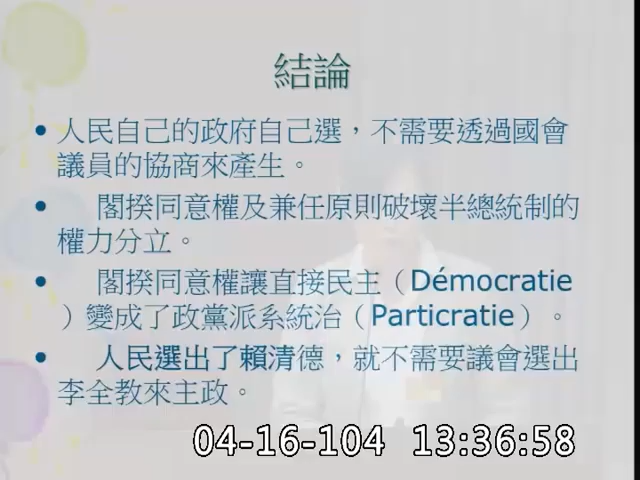 結論
• 人民自己的政府自己選，不需要透過國會
議員的協商來產生。
• 閣揆同意權及兼任原則破壞半總統制的
權力分立。
• 閣揆同意權讓直接民主（Démocratie
）變成了政黨派系統治（Particratie）。
• 人民選出了賴清德，就不需要議會選出
李全教來主政。
04-16-104 13:36:58